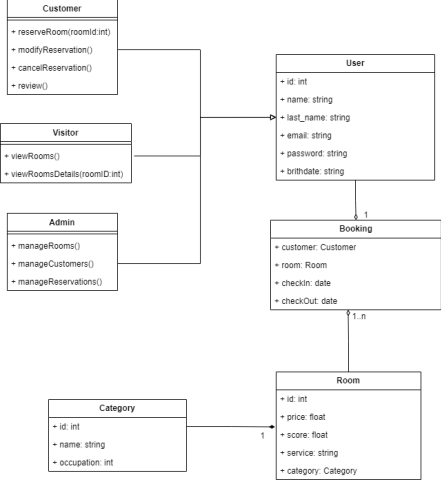 Customer
+ reserveRoom(roomId:int)
+ modifyReservation()
+ cancelReservation()
+ review()
User
+ id: int
+ name: string
+ last_name: string
+ email: string
+ password: string
+ brithdate: string
Visitor
+ viewRooms()
+ viewRoomsDetails(roomID:int)
Admin
+ manageRooms()
+ manageCustomers()
+ manageReservations()
1
Booking
+ customer: Customer
+ room: Room
+ checkIn: date
+ checkOut: date
1..n
Room
+ id: int
+ price: float
+ score: float
+ service: string
+ category: Category
Category
+ id: int
+ name: string
+ occupation: int
1